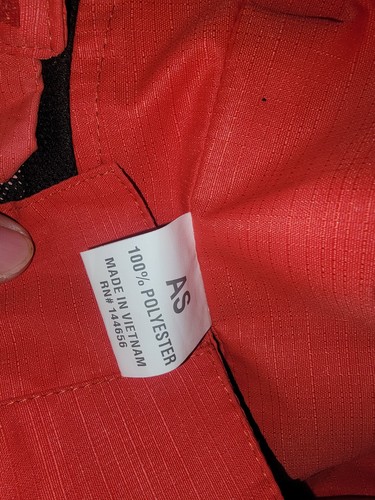 AS
100% POLYESTER
MADE IN VIETNAM
RN# 144656